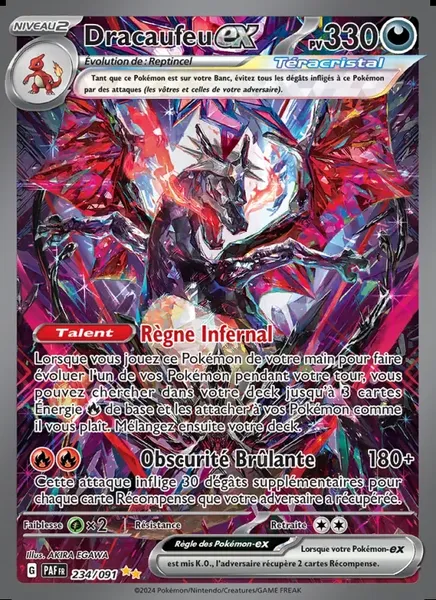 NIVEAU 2 Dracaufeu ex PV 330
Évolution de : Reptincel
Téracristal
Tant que ce Pokémon est sur votre Banc, évitez tous les dégâts infligés à ce Pokémon
par des attaques (les vôtres et celles de votre adversaire).
Talent Règne Infernal
Lorsque vous jouez ce Pokémon de votre main pour faire
évoluer l'un de vos Pokémon pendant votre tour, vous
pouvez chercher dans votre deck jusqu'à 3 cartes
Énergie de base et les attacher à vos Pokémon comme
il vous plaît. Mélangez ensuite votre deck.
Obscurité Brûlante 180+
Cette attaque inflige 30 dégâts supplémentaires pour
chaque carte Récompense que votre adversaire a récupérée.
Faiblesse ×2 Résistance Retraite
Illus. AKIRA EGAWA
G PAF FR 234/091
Règle des Pokémon-ex Lorsque votre Pokémon-ex
est mis K.O., l'adversaire récupère 2 cartes Récompense.
©2024 Pokémon/Nintendo/Creatures/GAME FREAK